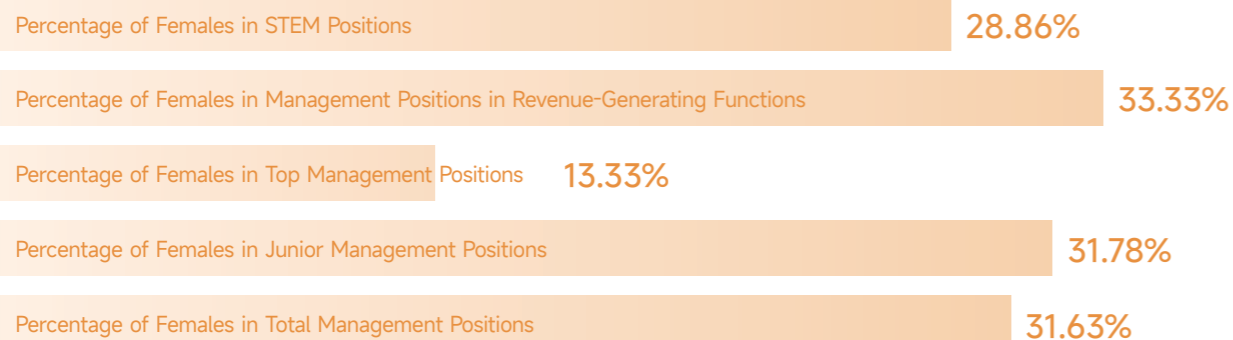 Percentage of Females in STEM Positions 28.86%
Percentage of Females in Management Positions in Revenue-Generating Functions 33.33%
Percentage of Females in Top Management Positions 13.33%
Percentage of Females in Junior Management Positions 31.78%
Percentage of Females in Total Management Positions 31.63%